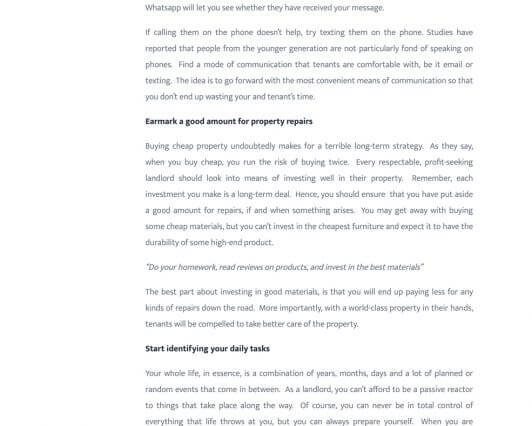 Whatsapp will let you see whether they have received your message.
If calling them on the phone doesn't help, try texting them on the phone. Studies have
reported that people from the younger generation are not particularly fond of speaking on
phones. Find a mode of communication that tenants are comfortable with, be it email or
texting. The idea is to go forward with the most convenient means of communication so that
you don't end up wasting your and tenant's time.
Earmark a good amount for property repairs
Buying cheap property undoubtedly makes for a terrible long-term strategy. As they say,
when you buy cheap, you run the risk of buying twice. Every respectable, profit-seeking
landlord should look into means of investing well in their property. Remember, each
investment you make is a long-term deal. Hence, you should ensure that you have put aside
a good amount for repairs, if and when something arises. You may get away with buying
some cheap materials, but you can't invest in the cheapest furniture and expect it to have the
durability of some high-end product.
"Do your homework, read reviews on products, and invest in the best materials"
The best part about investing in good materials, is that you will end up paying less for any
kinds of repairs down the road. More importantly, with a world-class property in their hands,
tenants will be compelled to take better care of the property.
Start identifying your daily tasks
Your whole life, in essence, is a combination of years, months, days and a lot of planned or
random events that come in between. As a landlord, you can't afford to be a passive reactor
to things that take place along the way. Of course, you can never be in total control of
everything that life throws at you, but you can always prepare yourself. When you are